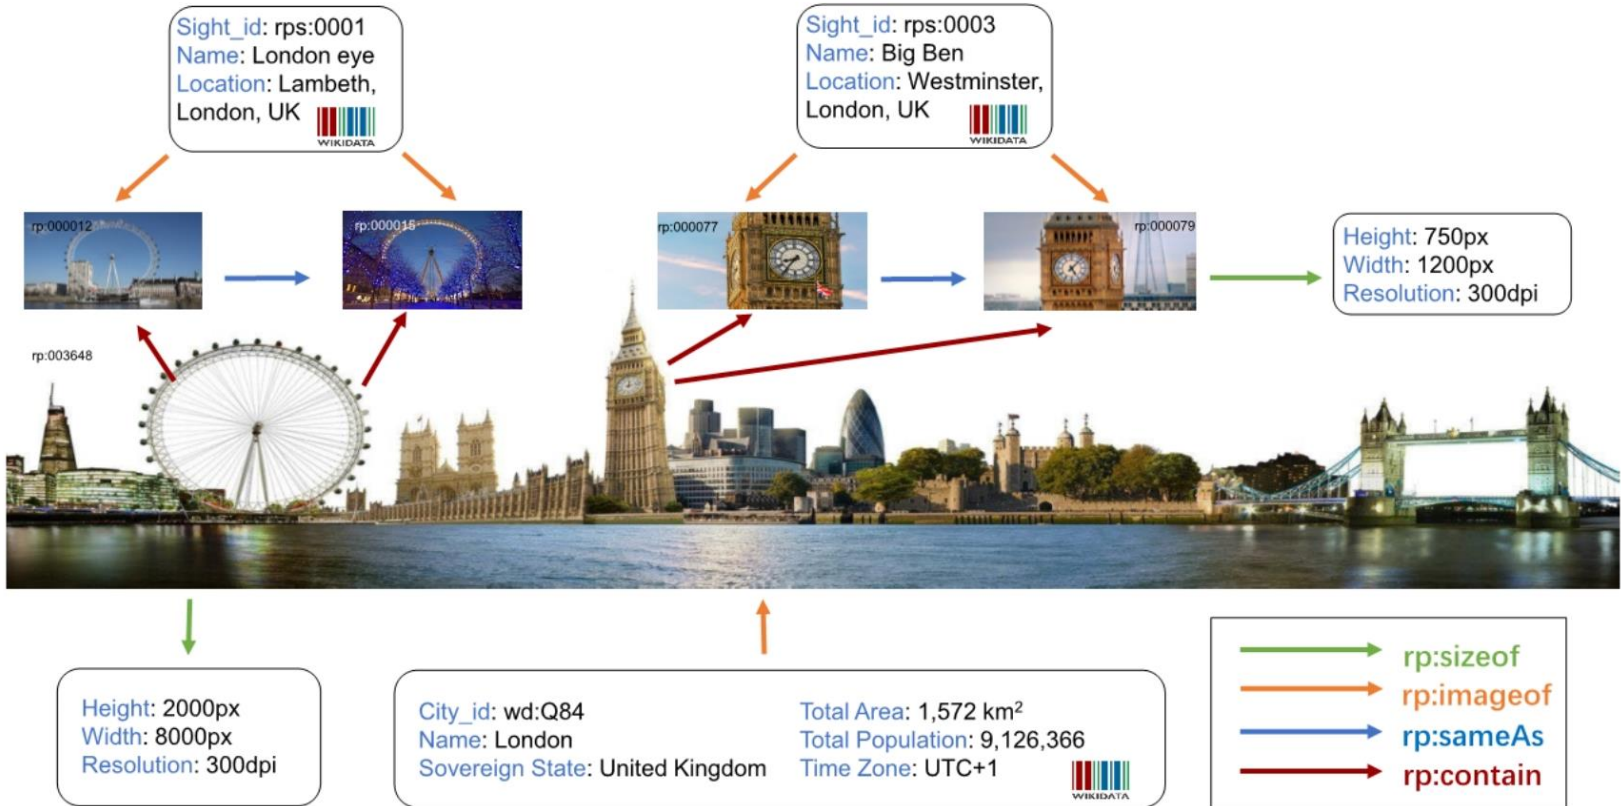 Sight_id: rps:0001
Name: London eye
Location: Lambeth,
London, UK
WIKIDATA
Sight_id: rps:0003
Name: Big Ben
Location: Westminster,
London, UK
WIKIDATA
rp:000012
rp:000015
rp:000077
rp:000079
Height: 750px
Width: 1200px
Resolution: 300dpi
rp:003648
Height: 2000px
Width: 8000px
Resolution: 300dpi
City_id: wd:Q84
Name: London
Sovereign State: United Kingdom
Total Area: 1,572 km²
Total Population: 9,126,366
Time Zone: UTC+1
WIKIDATA
rp:sizeof
rp:imageof
rp:sameAs
rp:contain